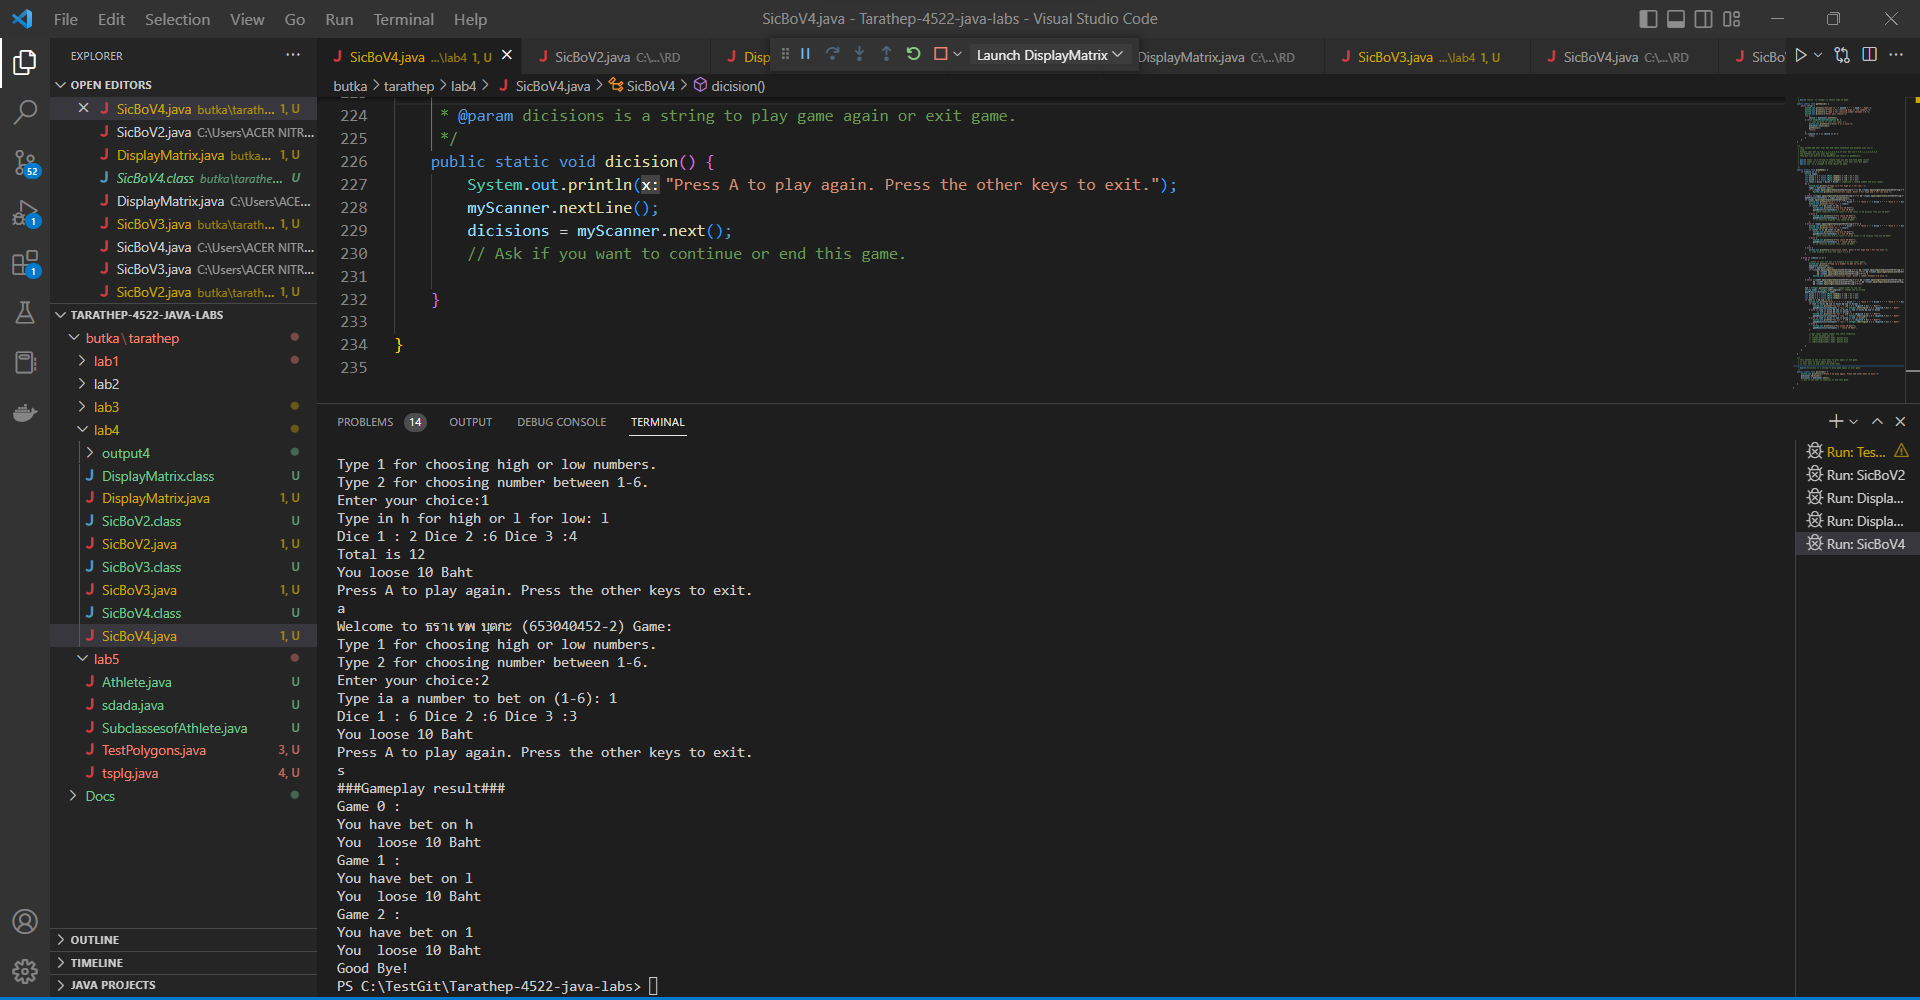 File Edit Selection View Go Run Terminal Help
SicBoV4.java - Tarathep-4522-java-labs - Visual Studio Code
EXPLORER
OPEN EDITORS
SicBoV4.java butka\tarath... 1, U
SicBoV2.java C:\Users\ACER NITR...
DisplayMatrix.java butka... 1, U
SicBoV4.class butka\tarathe... U
DisplayMatrix.java C:\Users\ACE...
SicBoV3.java butka\tarath... 1, U
SicBoV4.java C:\Users\ACER NITR...
SicBoV3.java C:\Users\ACER NITR...
SicBoV2.java butka\tarath... 1, U
52
1
1
TARATHEP-4522-JAVA-LABS
butka\tarathep
lab1
lab2
lab3
lab4
output4
DisplayMatrix.class U
DisplayMatrix.java 1, U
SicBoV2.class U
SicBoV2.java 1, U
SicBoV3.class U
SicBoV3.java 1, U
SicBoV4.class U
SicBoV4.java 1, U
lab5
Athlete.java U
sdada.java U
SubclassesofAthlete.java U
TestPolygons.java 3, U
tsplg.java 4, U
Docs
OUTLINE
TIMELINE
JAVA PROJECTS
SicBoV4.java ...\lab4 1, U
SicBoV2.java C:\...\RD
Disp
Launch DisplayMatrix
DisplayMatrix.java C:\...\RD
SicBoV3.java ...\lab4 1, U
SicBoV4.java C:\...\RD
SicBo
butka > tarathep > lab4 > SicBoV4.java > SicBoV4 > dicision()
224 * @param dicisions is a string to play game again or exit game.
225 */
226 public static void dicision() {
227 System.out.println(x: "Press A to play again. Press the other keys to exit.");
228 myScanner.nextLine();
229 dicisions = myScanner.next();
230 // Ask if you want to continue or end this game.
231
232 }
233
234 }
235
PROBLEMS 14 OUTPUT DEBUG CONSOLE TERMINAL
Type 1 for choosing high or low numbers.
Type 2 for choosing number between 1-6.
Enter your choice:1
Type in h for high or l for low: l
Dice 1 : 2 Dice 2 :6 Dice 3 :4
Total is 12
You loose 10 Baht
Press A to play again. Press the other keys to exit.
a
Welcome to ธราเทพ บุตกะ (653040452-2) Game:
Type 1 for choosing high or low numbers.
Type 2 for choosing number between 1-6.
Enter your choice:2
Type ia a number to bet on (1-6): 1
Dice 1 : 6 Dice 2 :6 Dice 3 :3
You loose 10 Baht
Press A to play again. Press the other keys to exit.
s
###Gameplay result###
Game 0 :
You have bet on h
You  loose 10 Baht
Game 1 :
You have bet on l
You  loose 10 Baht
Game 2 :
You have bet on 1
You  loose 10 Baht
Good Bye!
PS C:\TestGit\Tarathep-4522-java-labs>
Run: Tes...
Run: SicBoV2
Run: Displa...
Run: Displa...
Run: SicBoV4